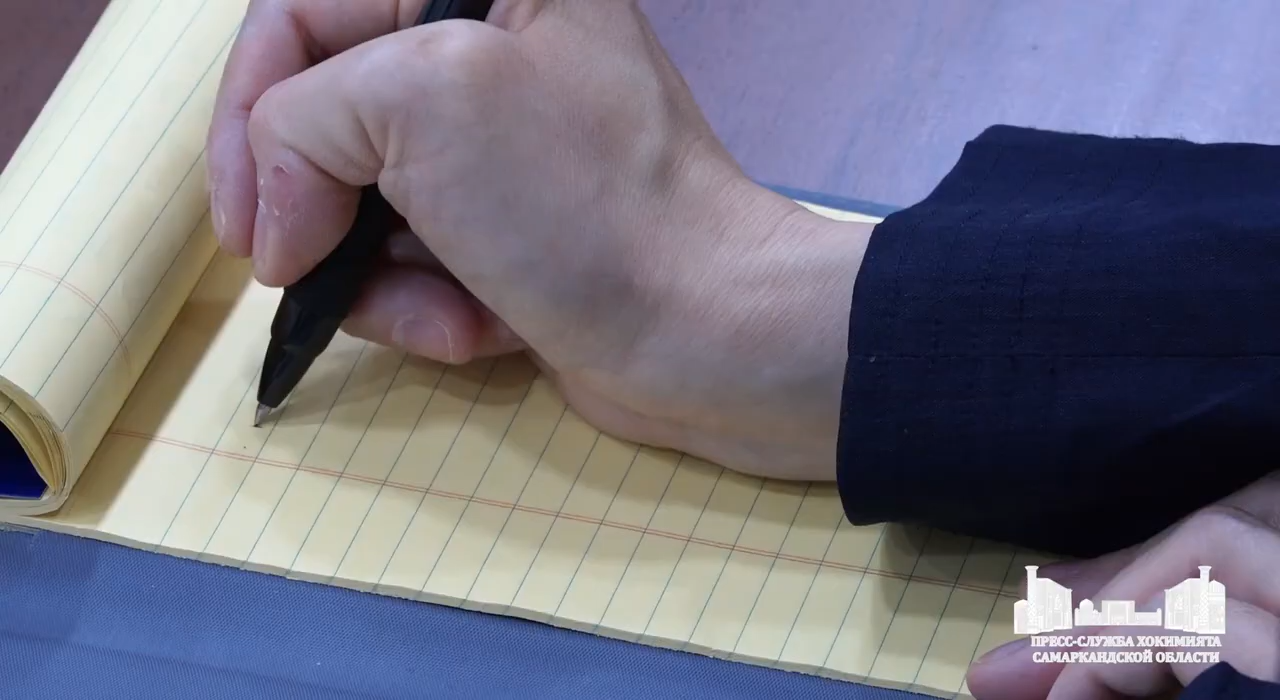 ПРЕСС-СЛУЖБА ХОКИМИЯТА
САМАРКАНДСКОЙ ОБЛАСТИ